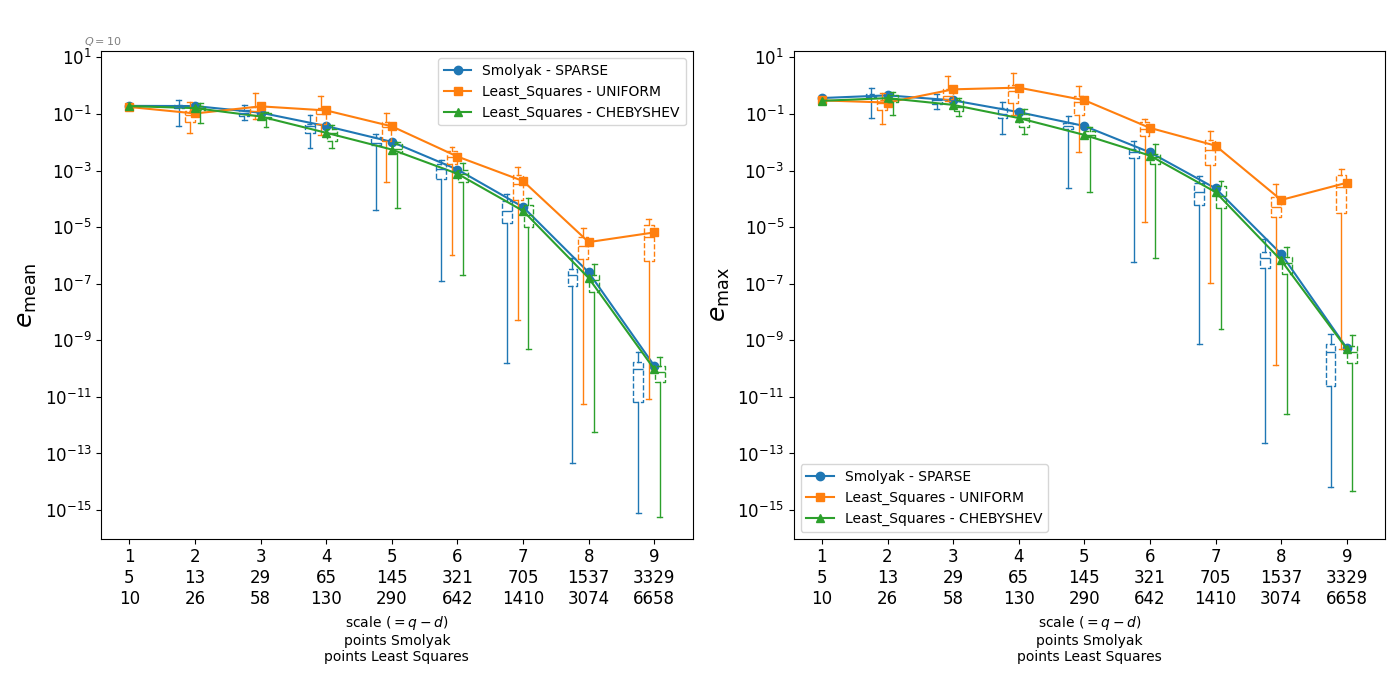 Q = 10
10^1
10^-1
10^-3
10^-5
10^-7
10^-9
10^-11
10^-13
10^-15
e_mean
Smolyak - SPARSE
Least_Squares - UNIFORM
Least_Squares - CHEBYSHEV
1 2 3 4 5 6 7 8 9
5 13 29 65 145 321 705 1537 3329
10 26 58 130 290 642 1410 3074 6658
scale (= q − d)
points Smolyak
points Least Squares
10^1
10^-1
10^-3
10^-5
10^-7
10^-9
10^-11
10^-13
10^-15
e_max
Smolyak - SPARSE
Least_Squares - UNIFORM
Least_Squares - CHEBYSHEV
1 2 3 4 5 6 7 8 9
5 13 29 65 145 321 705 1537 3329
10 26 58 130 290 642 1410 3074 6658
scale (= q − d)
points Smolyak
points Least Squares